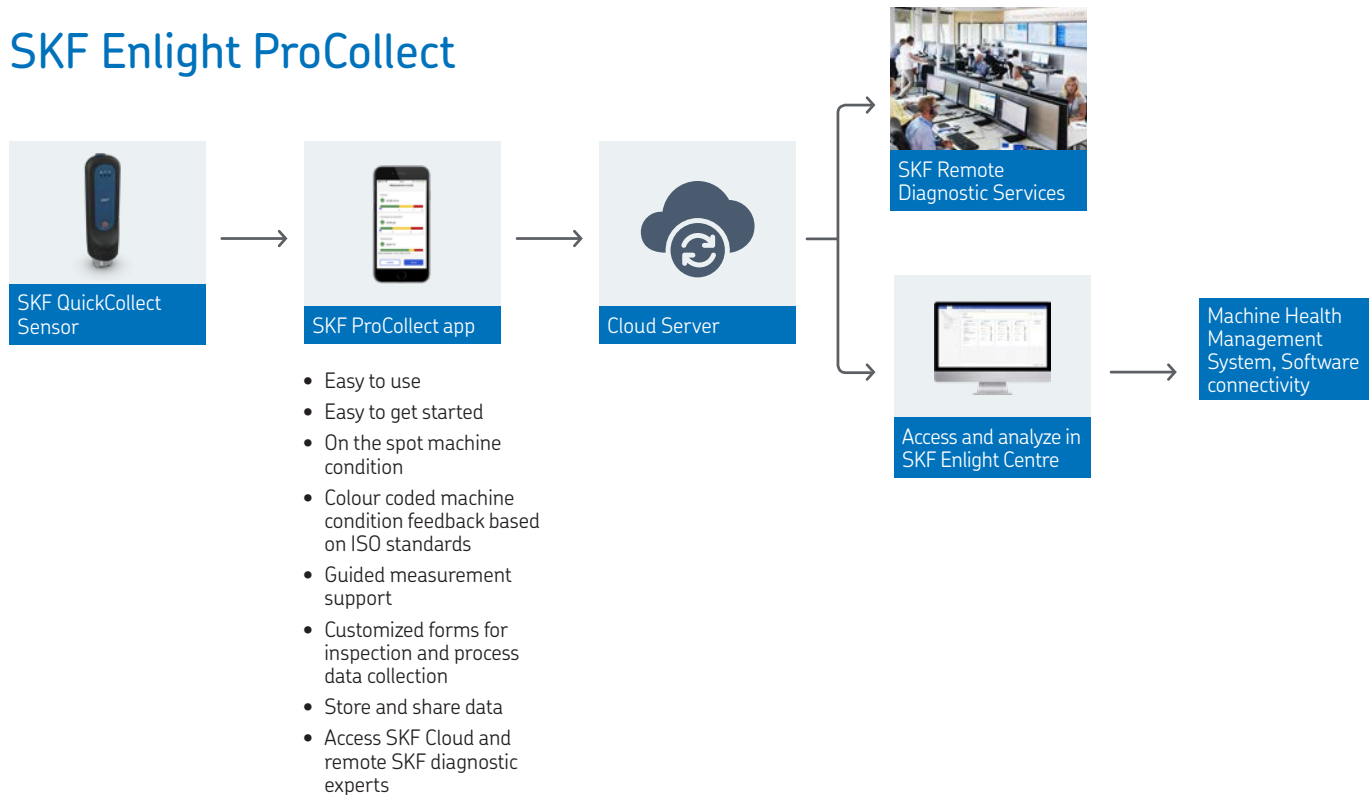 SKF Enlight ProCollect
SKF Remote
Diagnostic Services
SKF QuickCollect
Sensor
SKF ProCollect app
Cloud Server
Machine Health
Management
System, Software
connectivity
Access and analyze in
SKF Enlight Centre
• Easy to use
• Easy to get started
• On the spot machine
condition
• Colour coded machine
condition feedback based
on ISO standards
• Guided measurement
support
• Customized forms for
inspection and process
data collection
• Store and share data
• Access SKF Cloud and
remote SKF diagnostic
experts